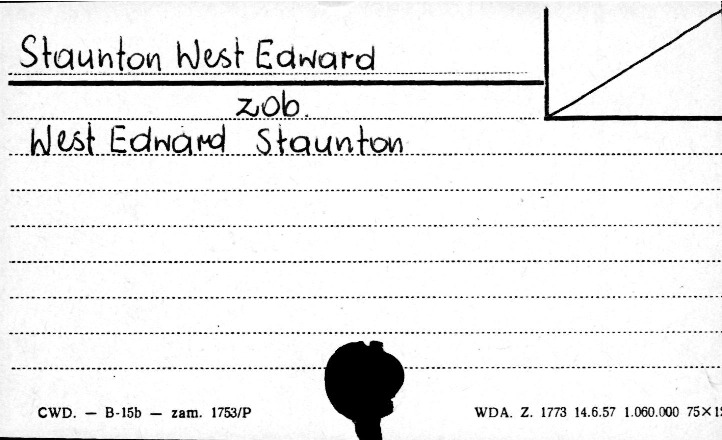 Staunton West Edward
zob.
West Edward Staunton
CWD. — B-15b — zam. 1753/P
WDA. Z. 1773 14.6.57 1.060.000 75×12